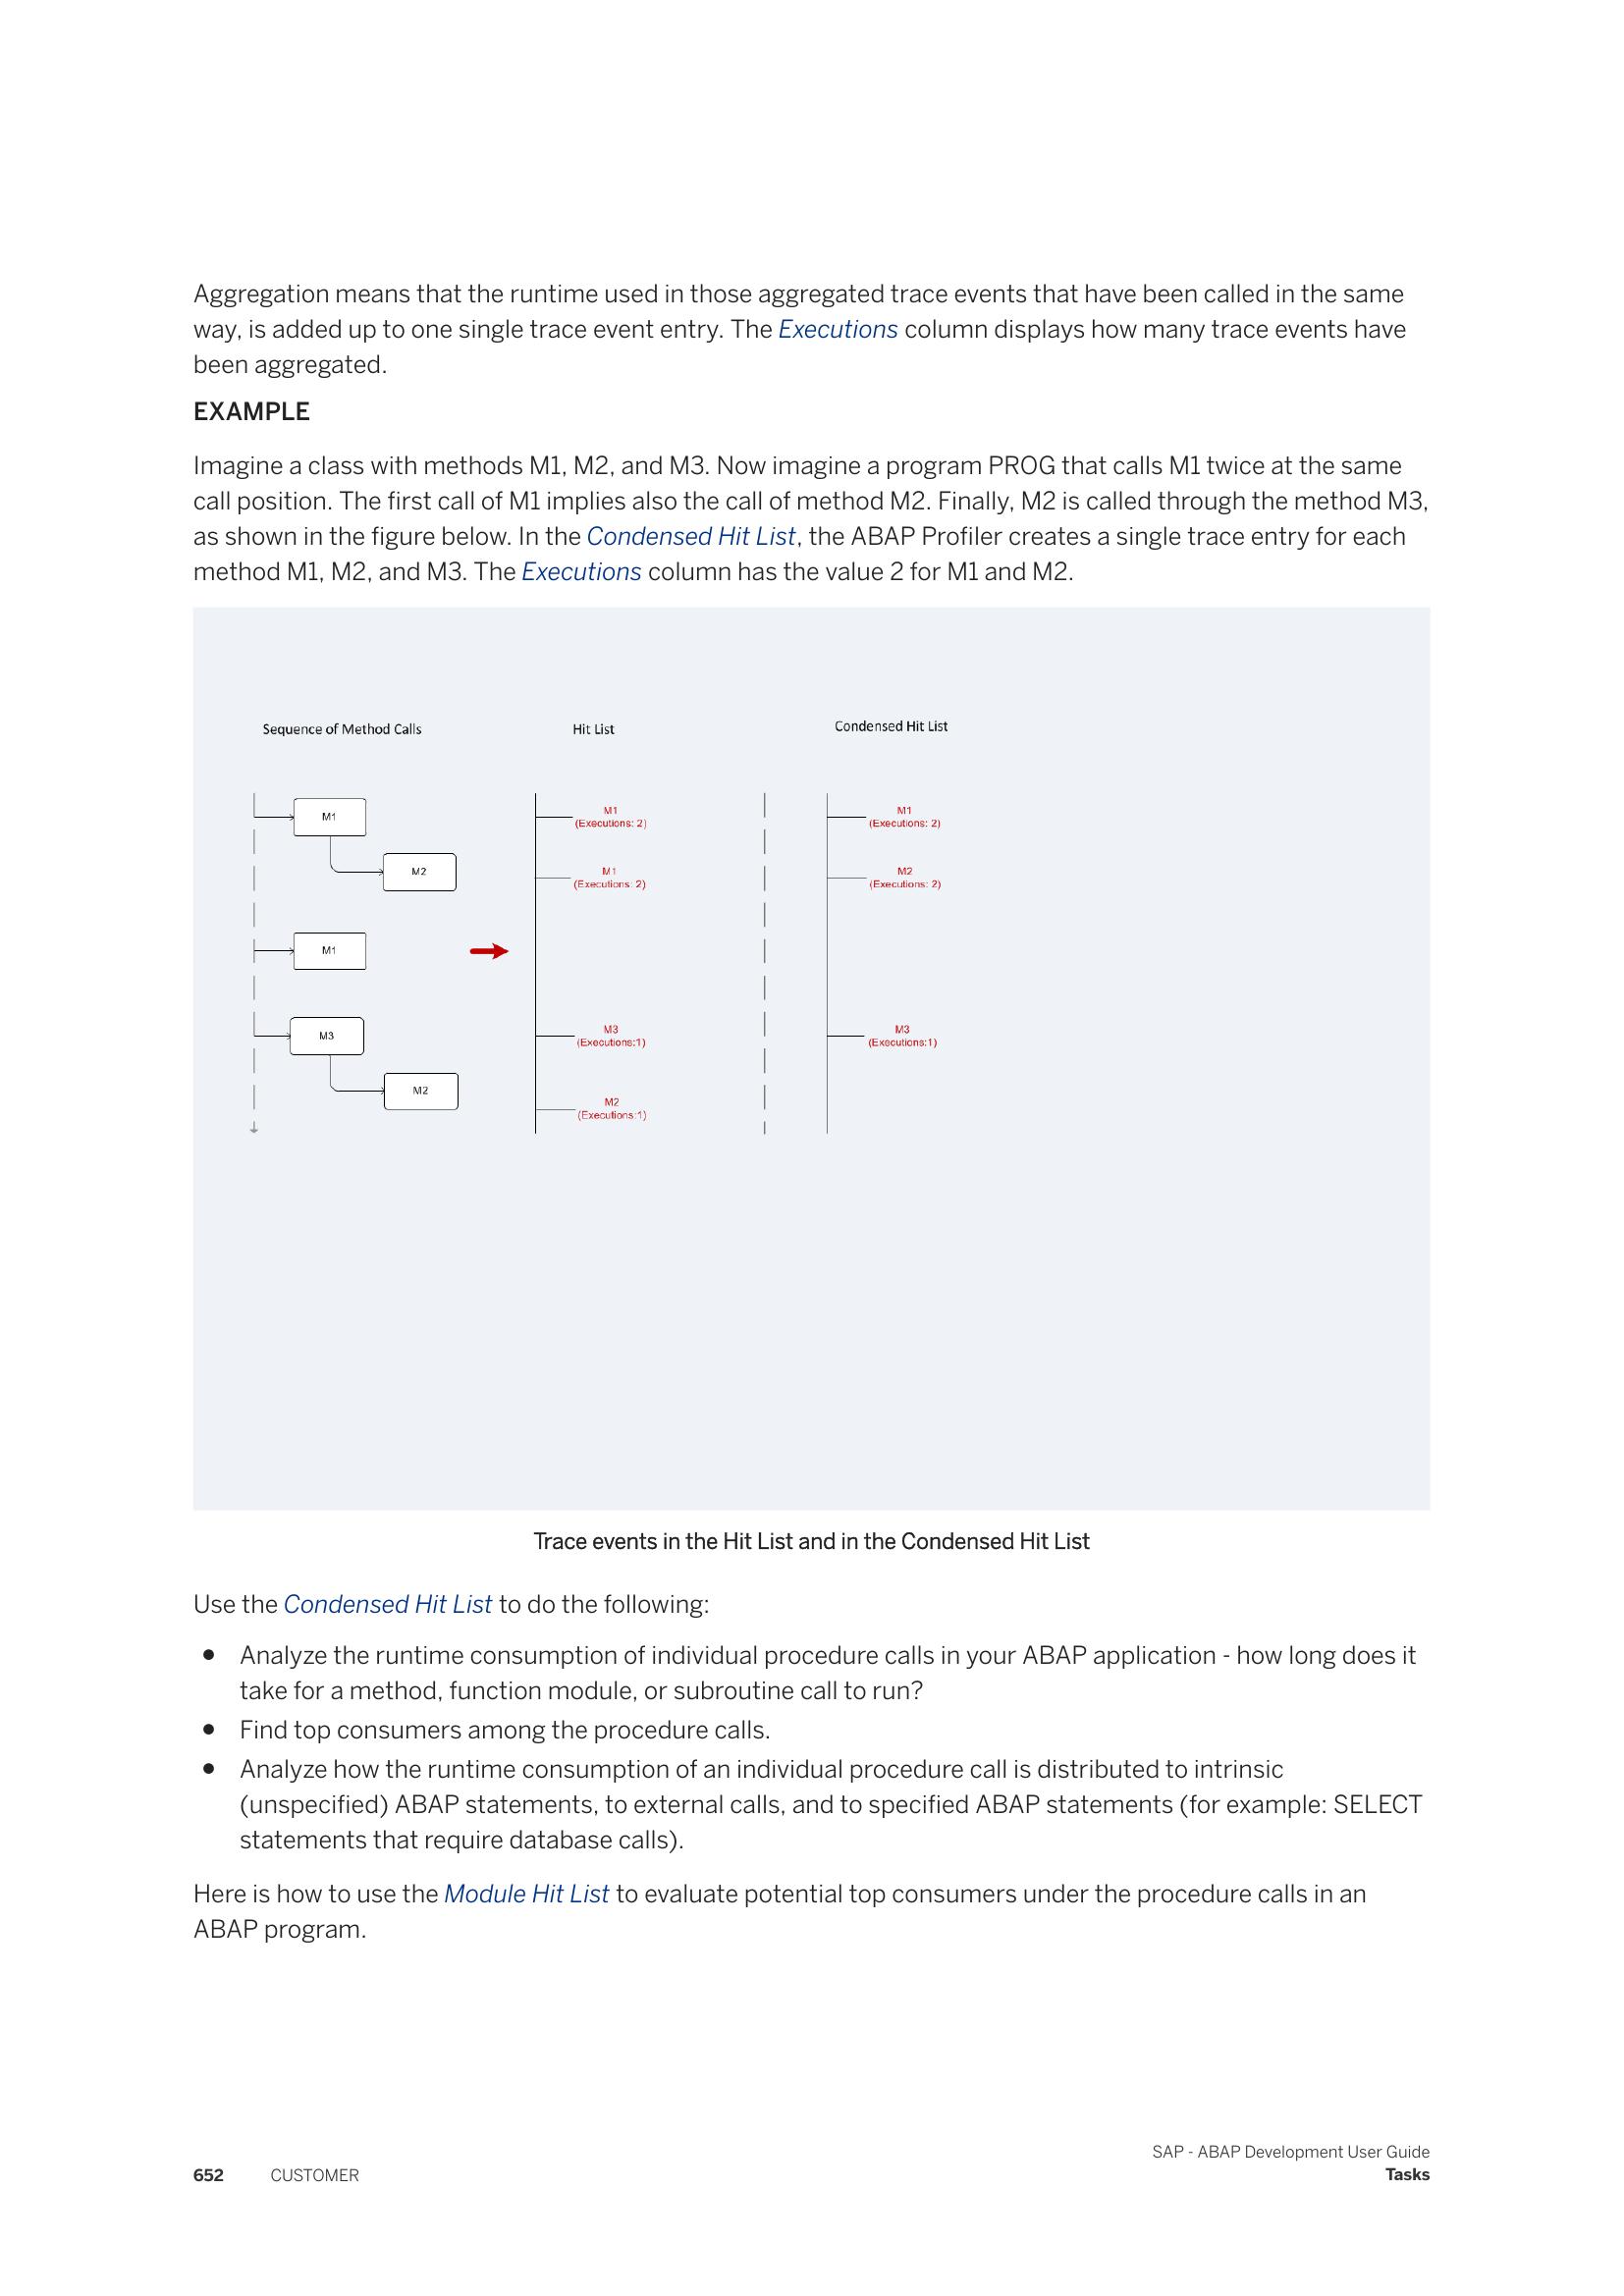 Aggregation means that the runtime used in those aggregated trace events that have been called in the same
way, is added up to one single trace event entry. The Executions column displays how many trace events have
been aggregated.
EXAMPLE
Imagine a class with methods M1, M2, and M3. Now imagine a program PROG that calls M1 twice at the same
call position. The first call of M1 implies also the call of method M2. Finally, M2 is called through the method M3,
as shown in the figure below. In the Condensed Hit List, the ABAP Profiler creates a single trace entry for each
method M1, M2, and M3. The Executions column has the value 2 for M1 and M2.
Sequence of Method Calls
M1
M2
M1
M3
M2
Hit List
M1
(Executions: 2)
M1
(Executions: 2)
M3
(Executions:1)
M2
(Executions:1)
Condensed Hit List
M1
(Executions: 2)
M2
(Executions: 2)
M3
(Executions:1)
Trace events in the Hit List and in the Condensed Hit List
Use the Condensed Hit List to do the following:
● Analyze the runtime consumption of individual procedure calls in your ABAP application - how long does it
take for a method, function module, or subroutine call to run?
● Find top consumers among the procedure calls.
● Analyze how the runtime consumption of an individual procedure call is distributed to intrinsic
(unspecified) ABAP statements, to external calls, and to specified ABAP statements (for example: SELECT
statements that require database calls).
Here is how to use the Module Hit List to evaluate potential top consumers under the procedure calls in an
ABAP program.
SAP - ABAP Development User Guide
652 CUSTOMER Tasks